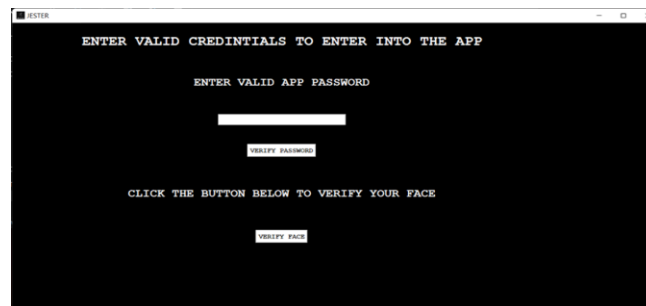 JESTER
ENTER VALID CREDINTIALS TO ENTER INTO THE APP
ENTER VALID APP PASSWORD
VERIFY PASSWORD
CLICK THE BUTTON BELOW TO VERIFY YOUR FACE
VERIFY FACE